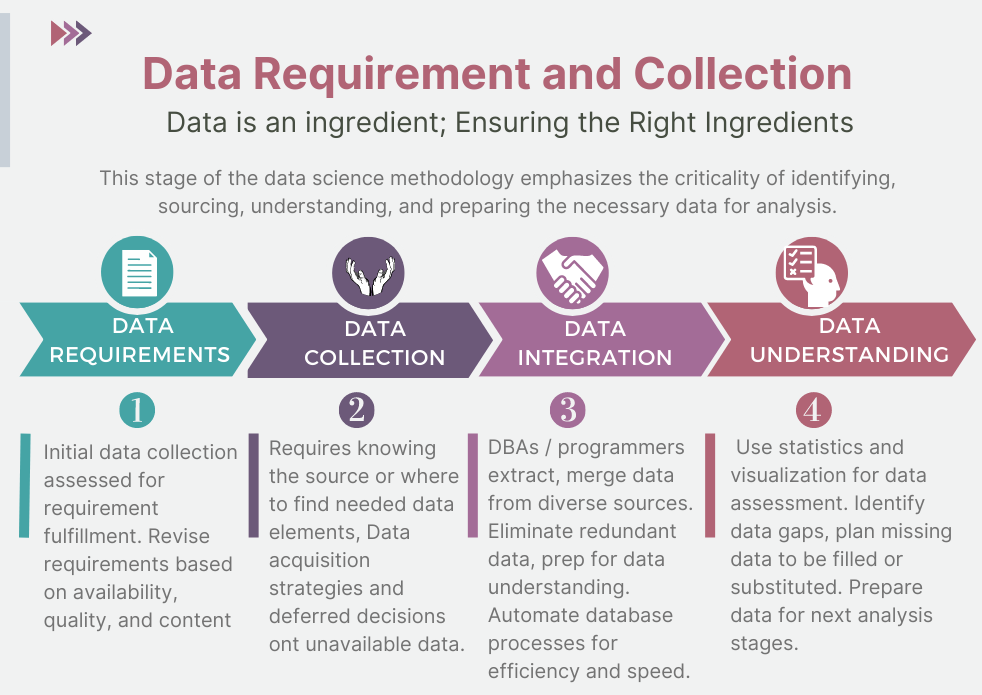 Data Requirement and Collection
Data is an ingredient; Ensuring the Right Ingredients
This stage of the data science methodology emphasizes the criticality of identifying,
sourcing, understanding, and preparing the necessary data for analysis.
DATA
REQUIREMENTS
DATA
COLLECTION
DATA
INTEGRATION
DATA
UNDERSTANDING
1
Initial data collection
assessed for
requirement
fulfillment. Revise
requirements based
on availability,
quality, and content
2
Requires knowing
the source or where
to find needed data
elements, Data
acquisition
strategies and
deferred decisions
ont unavailable data.
3
DBAs / programmers
extract, merge data
from diverse sources.
Eliminate redundant
data, prep for data
understanding.
Automate database
processes for
efficiency and speed.
4
Use statistics and
visualization for data
assessment. Identify
data gaps, plan missing
data to be filled or
substituted. Prepare
data for next analysis
stages.